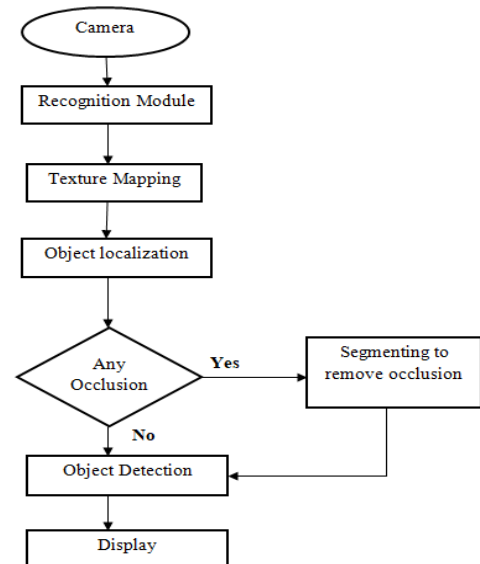 Camera
Recognition Module
Texture Mapping
Object localization
Any
Occlusion
Yes
Segmenting to
remove occlusion
No
Object Detection
Display